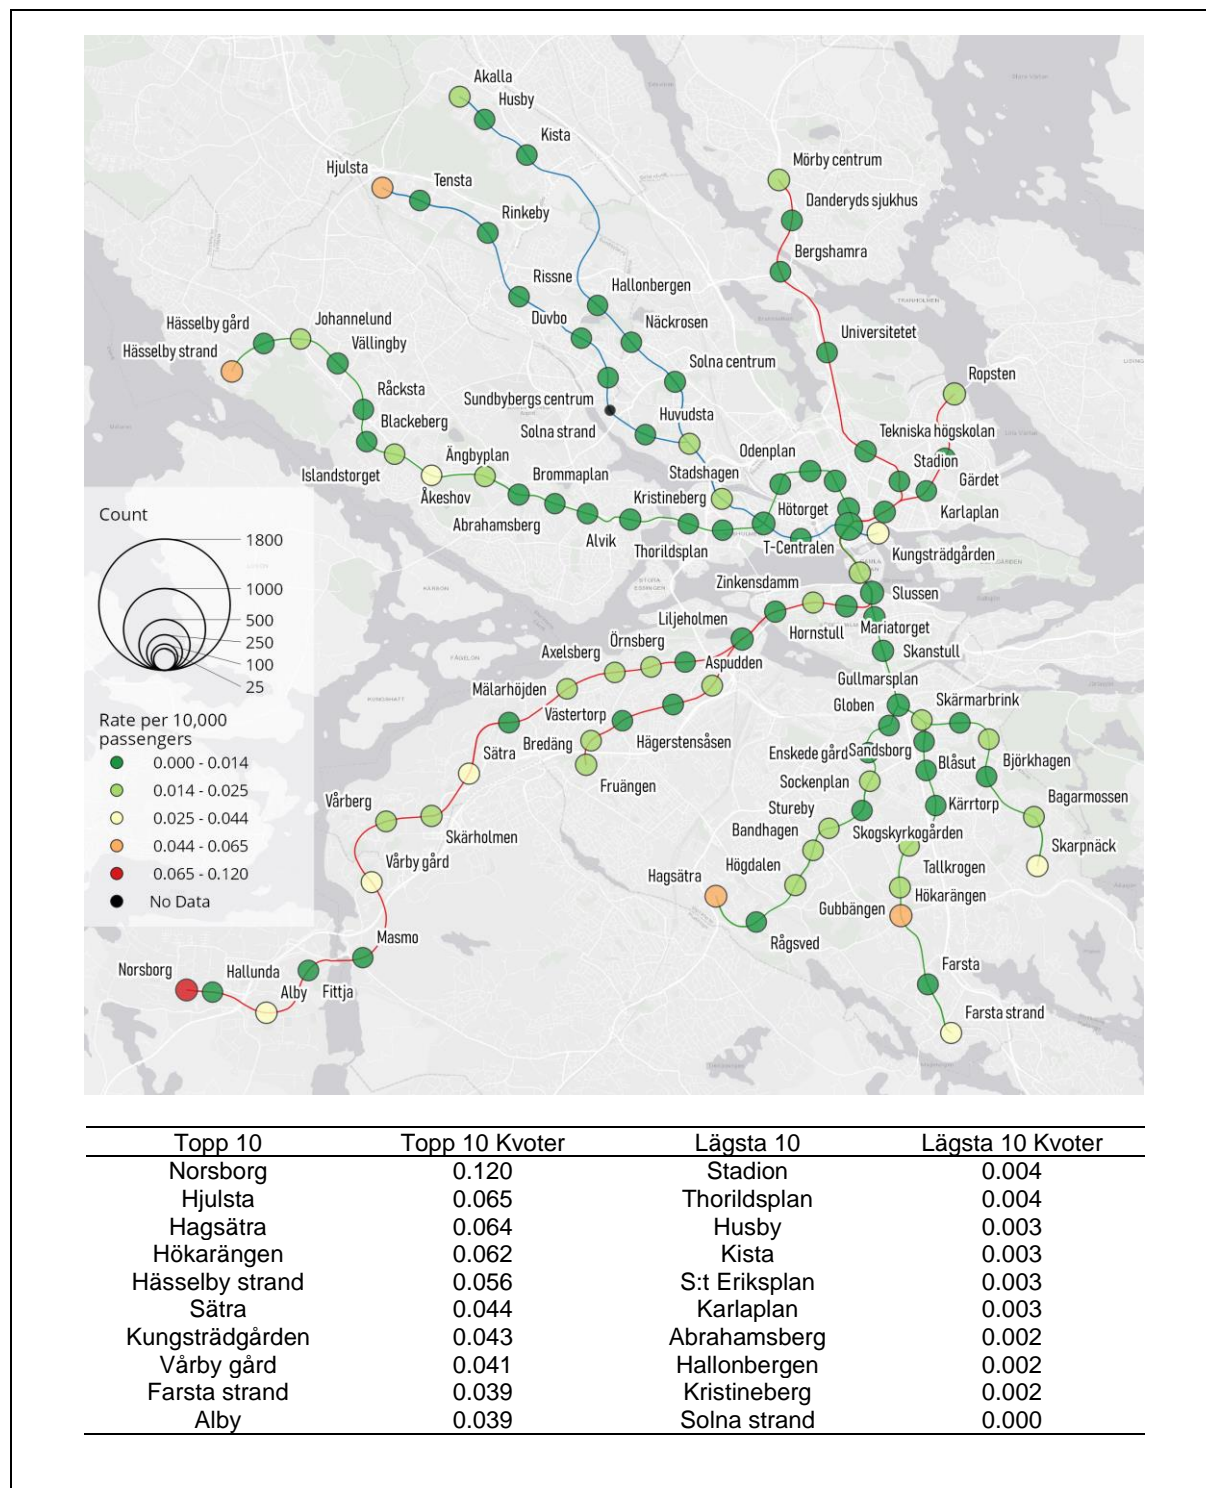 Akalla
Husby
Kista
Hjulsta
Tensta
Rinkeby
Mörby centrum
Danderyds sjukhus
Bergshamra
Rissne
Hallonbergen
Duvbo
Näckrosen
Universitetet
Hässelby gård
Johannelund
Hässelby strand
Vällingby
Solna centrum
Ropsten
Råcksta
Sundbybergs centrum
Huvudsta
Blackeberg
Solna strand
Tekniska högskolan
Islandstorget
Ängbyplan
Odenplan
Stadion
Åkeshov
Brommaplan
Stadshagen
Gärdet
Kristineberg
Hötorget
Karlaplan
Abrahamsberg
Alvik
Thorildsplan
T-Centralen
Kungsträdgården
Zinkensdamm
Slussen
Liljeholmen
Hornstull
Mariatorget
Örnsberg
Skanstull
Axelsberg
Aspudden
Gullmarsplan
Mälarhöjden
Skärmarbrink
Västertorp
Globen
Bredäng
Hägerstensåsen
Sätra
Enskede gård
Sandsborg
Blåsut
Björkhagen
Fruängen
Sockenplan
Vårberg
Stureby
Kärrtorp
Bagarmossen
Skärholmen
Bandhagen
Skogskyrkogården
Skarpnäck
Vårby gård
Högdalen
Tallkrogen
Hagsätra
Hökarängen
Gubbängen
Masmo
Rågsved
Norsborg
Hallunda
Alby
Fittja
Farsta
Farsta strand
Count
1800
1000
500
250
100
25
Rate per 10,000
passengers
0.000 - 0.014
0.014 - 0.025
0.025 - 0.044
0.044 - 0.065
0.065 - 0.120
No Data
Topp 10 Topp 10 Kvoter Lägsta 10 Lägsta 10 Kvoter
Norsborg 0.120 Stadion 0.004
Hjulsta 0.065 Thorildsplan 0.004
Hagsätra 0.064 Husby 0.003
Hökarängen 0.062 Kista 0.003
Hässelby strand 0.056 S:t Eriksplan 0.003
Sätra 0.044 Karlaplan 0.003
Kungsträdgården 0.043 Abrahamsberg 0.002
Vårby gård 0.041 Hallonbergen 0.002
Farsta strand 0.039 Kristineberg 0.002
Alby 0.039 Solna strand 0.000